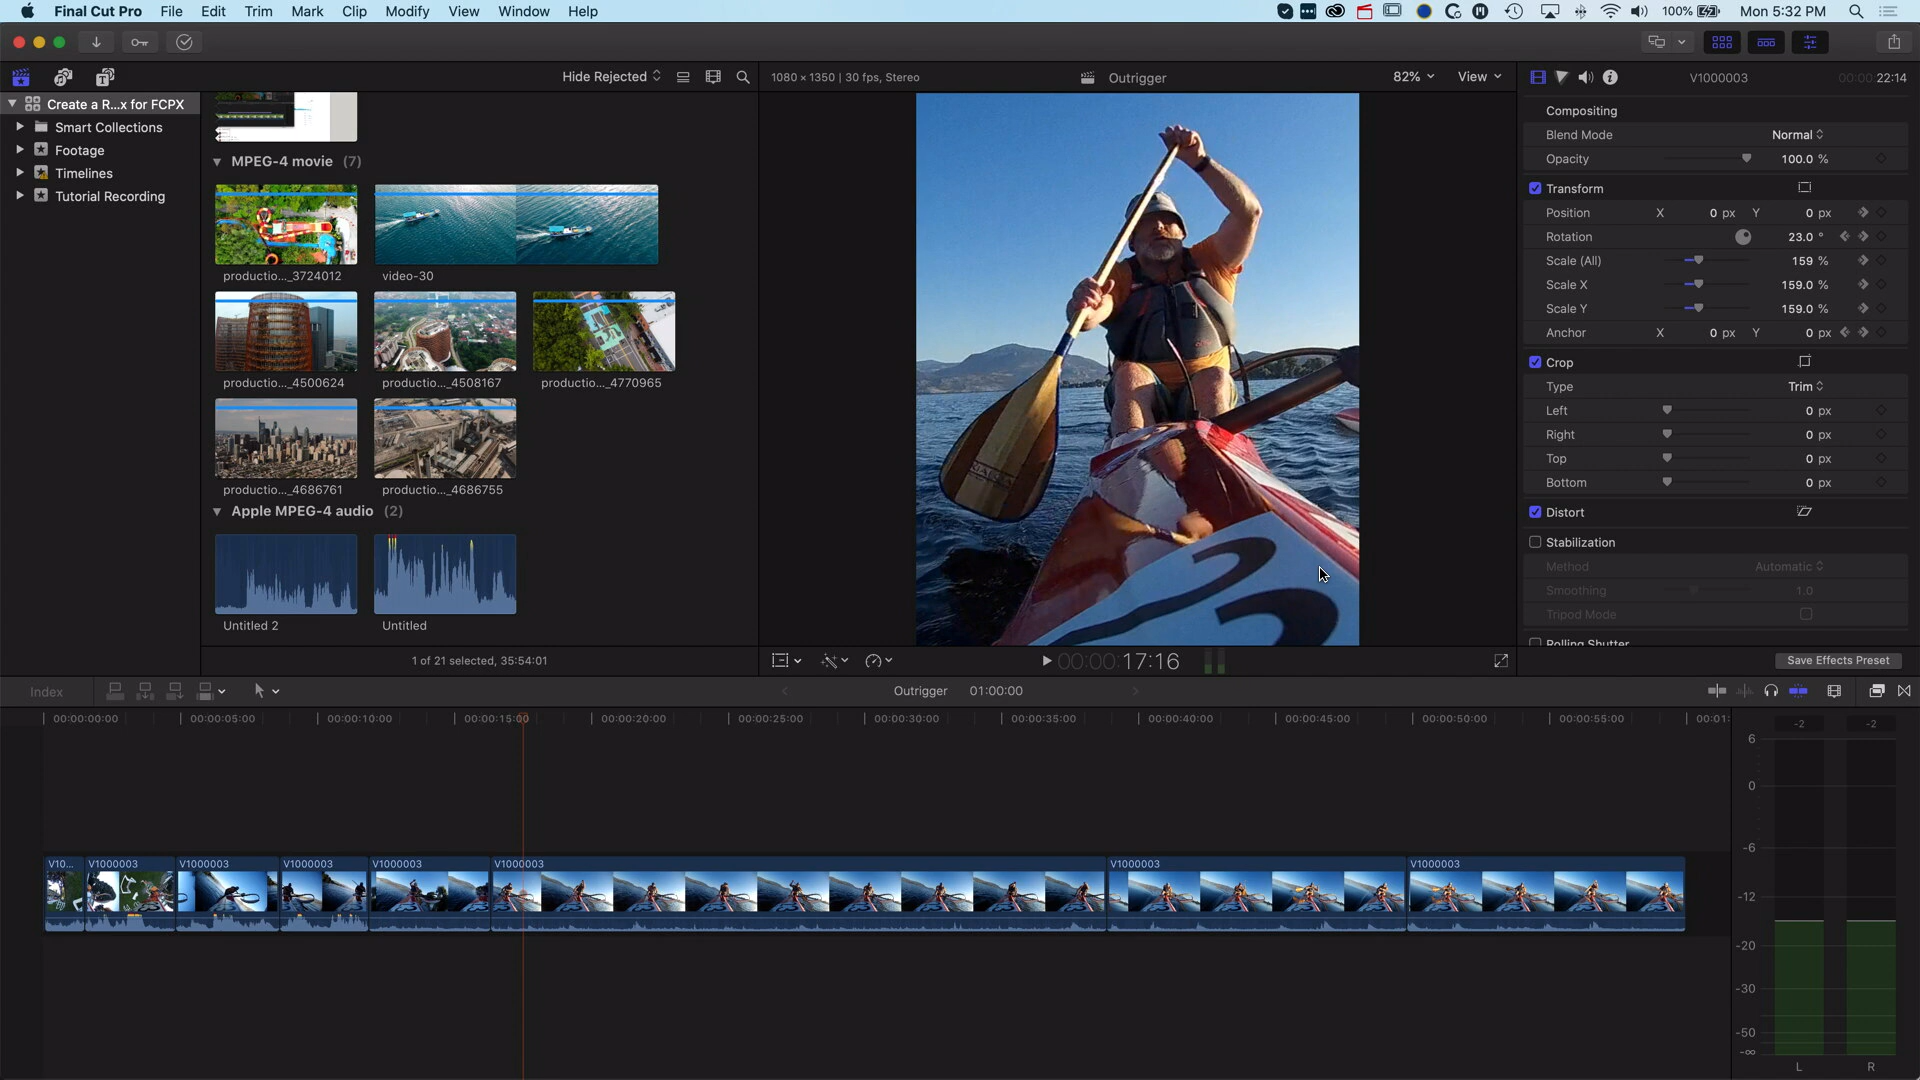 Final Cut Pro File Edit Trim Mark Clip Modify View Window Help 100% Mon 5:32 PM
Hide Rejected
1080 × 1350 | 30 fps, Stereo
Outrigger
82%
View
V1000003
00:00:22:14
Create a R...x for FCPX
Smart Collections
Footage
Timelines
Tutorial Recording
MPEG-4 movie (7)
productio..._3724012
video-30
productio..._4500624
productio..._4508167
productio..._4770965
productio..._4686761
productio..._4686755
Apple MPEG-4 audio (2)
Untitled 2
Untitled
1 of 21 selected, 35:54:01
00:00:17:16
Compositing
Blend Mode Normal
Opacity 100.0 %
Transform
Position X 0 px Y 0 px
Rotation 23.0 °
Scale (All) 159 %
Scale X 159.0 %
Scale Y 159.0 %
Anchor X 0 px Y 0 px
Crop
Type Trim
Left 0 px
Right 0 px
Top 0 px
Bottom 0 px
Distort
Stabilization
Method Automatic
Smoothing 1.0
Tripod Mode
Rolling Shutter
Save Effects Preset
Index
Outrigger 01:00:00
00:00:00:00 00:00:05:00 00:00:10:00 00:00:15:00 00:00:20:00 00:00:25:00 00:00:30:00 00:00:35:00 00:00:40:00 00:00:45:00 00:00:50:00 00:00:55:00 00:01:
V10... V1000003 V1000003 V1000003 V1000003 V1000003 V1000003 V1000003
-2 -2
6
0
-6
-12
-20
-30
-50
-∞
L R